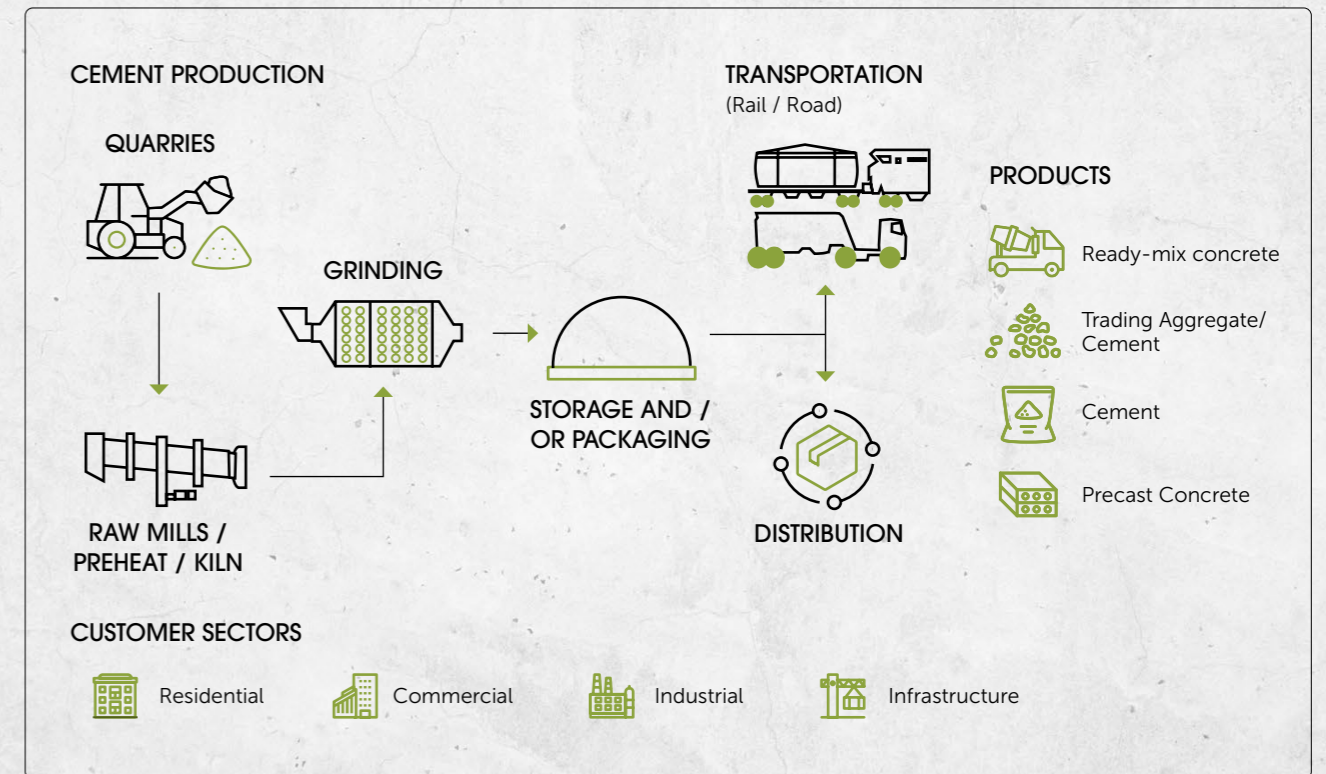 CEMENT PRODUCTION
QUARRIES
RAW MILLS /
PREHEAT / KILN
GRINDING
STORAGE AND /
OR PACKAGING
TRANSPORTATION
(Rail / Road)
DISTRIBUTION
PRODUCTS
Ready-mix concrete
Trading Aggregate/
Cement
Cement
Precast Concrete
CUSTOMER SECTORS
Residential
Commercial
Industrial
Infrastructure